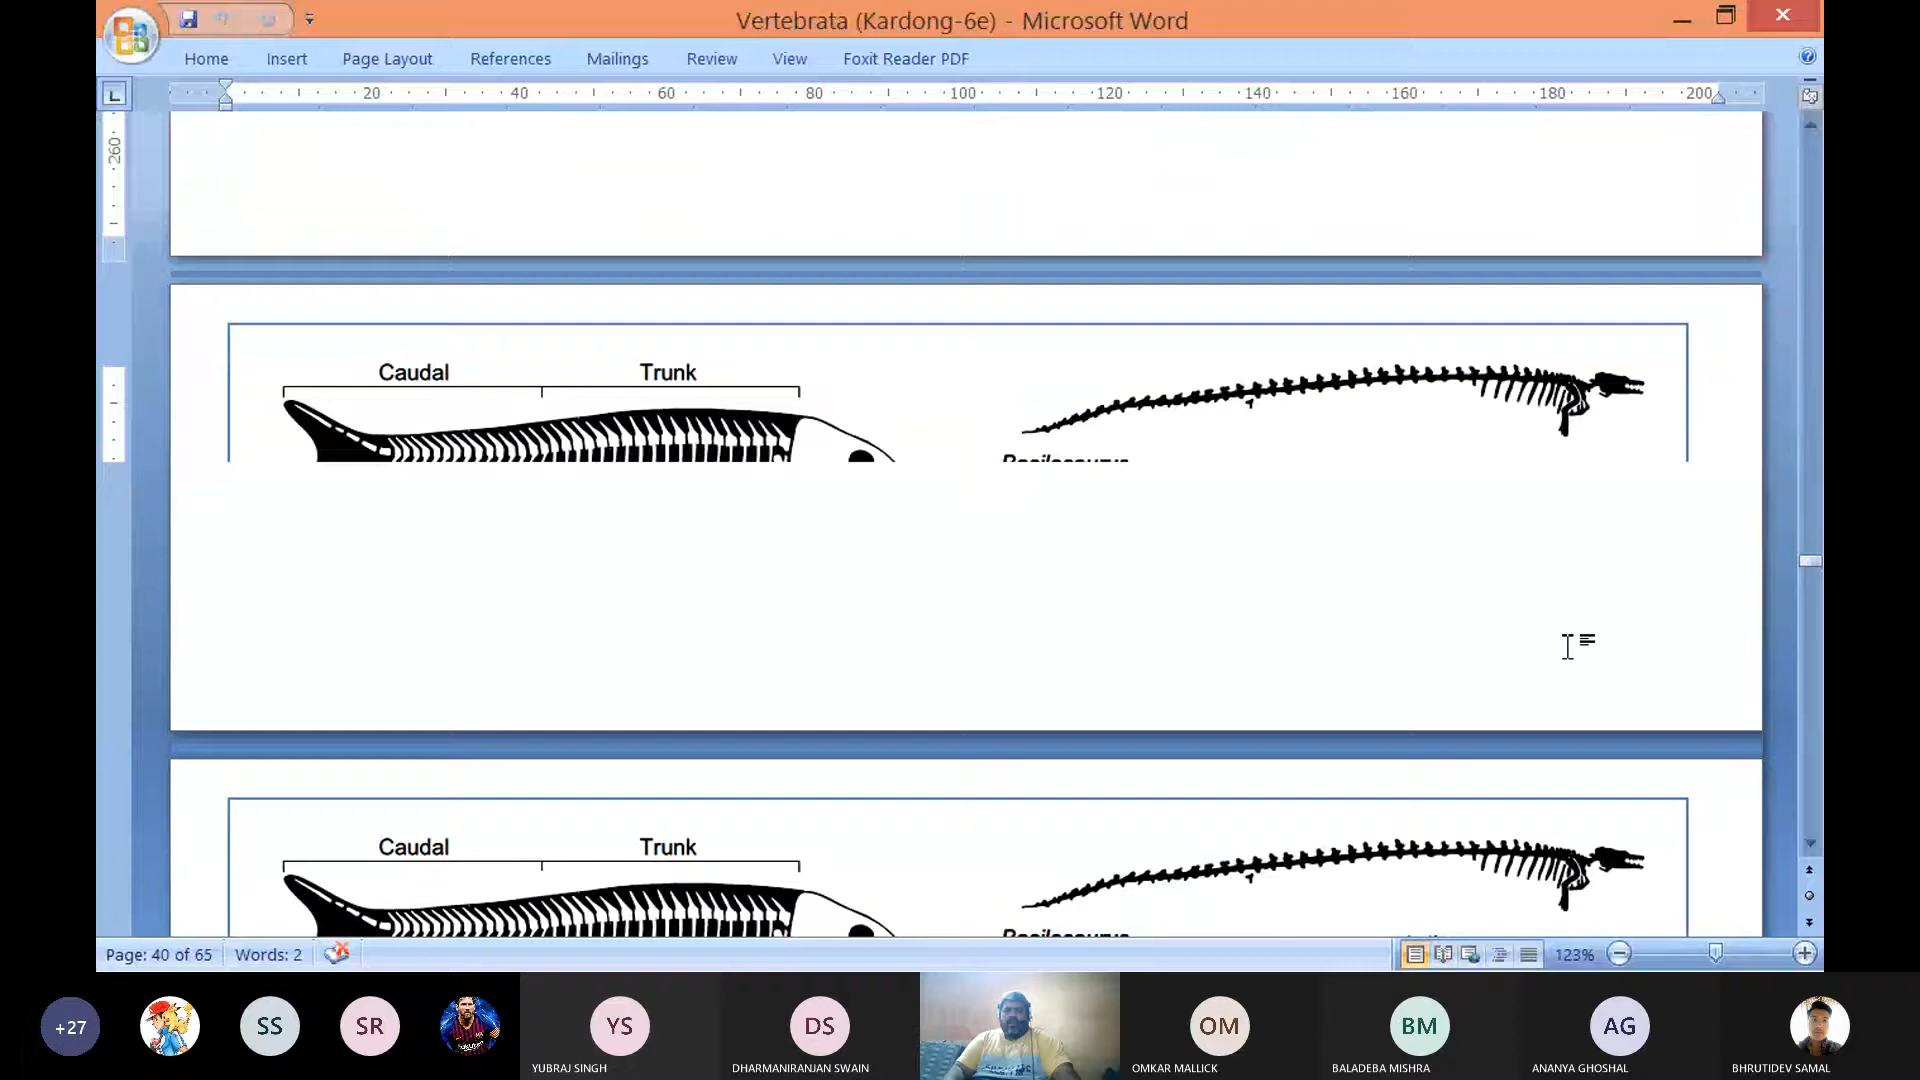 Vertebrata (Kardong-6e) - Microsoft Word
Home Insert Page Layout References Mailings Review View Foxit Reader PDF
20 40 60 80 100 120 140 160 180 200
260
Caudal Trunk
Basilosaurus
Caudal Trunk
Basilosaurus
Page: 40 of 65 Words: 2 123%
+27 SS SR YS DS OM BM AG
YUBRAJ SINGH DHARMANIRANJAN SWAIN OMKAR MALLICK BALADEBA MISHRA ANANYA GHOSHAL BHRUTIDEV SAMAL